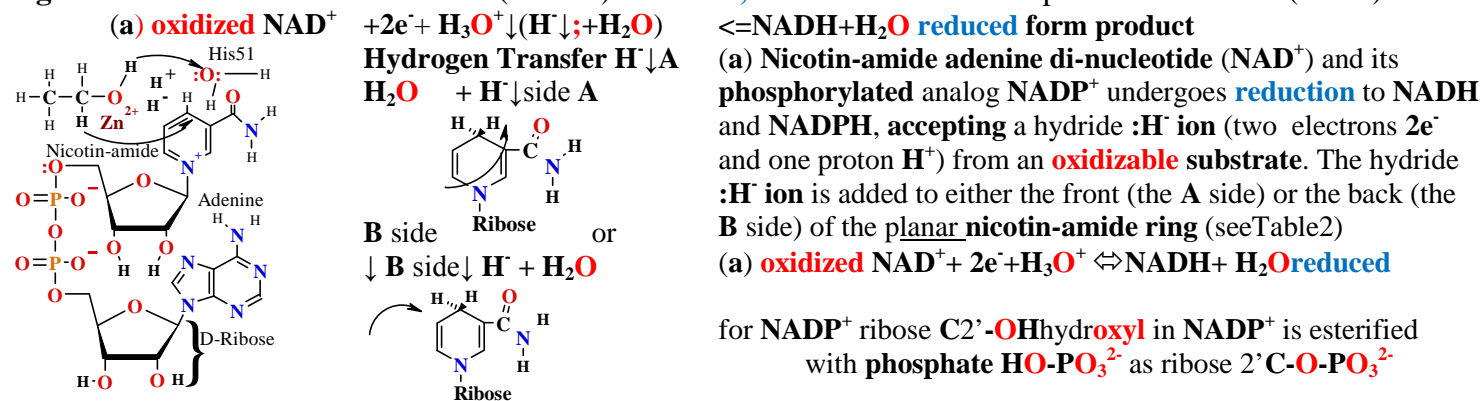 (a) oxidized NAD⁺ +2e⁻+ H₃O⁺↓(H⁻↓;+H₂O) <=NADH+H₂O reduced form product
His51
Hydrogen Transfer H⁻↓A
H₂O + H⁻↓side A
(a) Nicotin-amide adenine di-nucleotide (NAD⁺) and its
phosphorylated analog NADP⁺ undergoes reduction to NADH
and NADPH, accepting a hydride :H⁻ ion (two electrons 2e⁻
and one proton H⁺) from an oxidizable substrate. The hydride
:H⁻ ion is added to either the front (the A side) or the back (the
B side) of the planar nicotin-amide ring (seeTable2)
(a) oxidized NAD⁺+ 2e⁻+H₃O⁺ ⇔NADH+ H₂Oreduced
for NADP⁺ ribose C2’-OHhydroxyl in NADP⁺ is esterified
with phosphate HO-PO₃²⁻ as ribose 2’C-O-PO₃²⁻
H⁺
H⁻
Zn²⁺
Nicotin-amide
Adenine
D-Ribose
Ribose
B side or
↓ B side↓ H⁻ + H₂O
Ribose